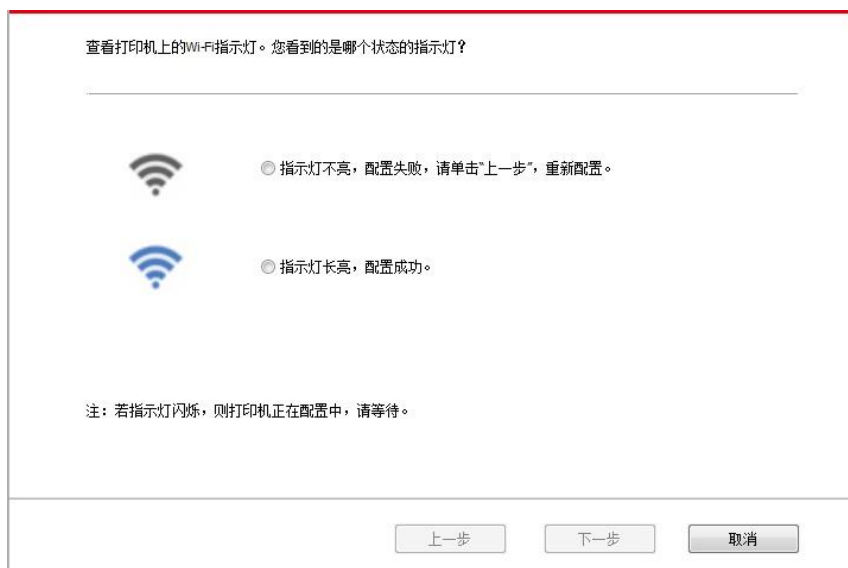 查看打印机上的Wi-Fi指示灯。您看到的是哪个状态的指示灯？
指示灯不亮，配置失败，请单击“上一步”，重新配置。
指示灯长亮，配置成功。
注：若指示灯闪烁，则打印机正在配置中，请等待。
上一步 下一步 取消